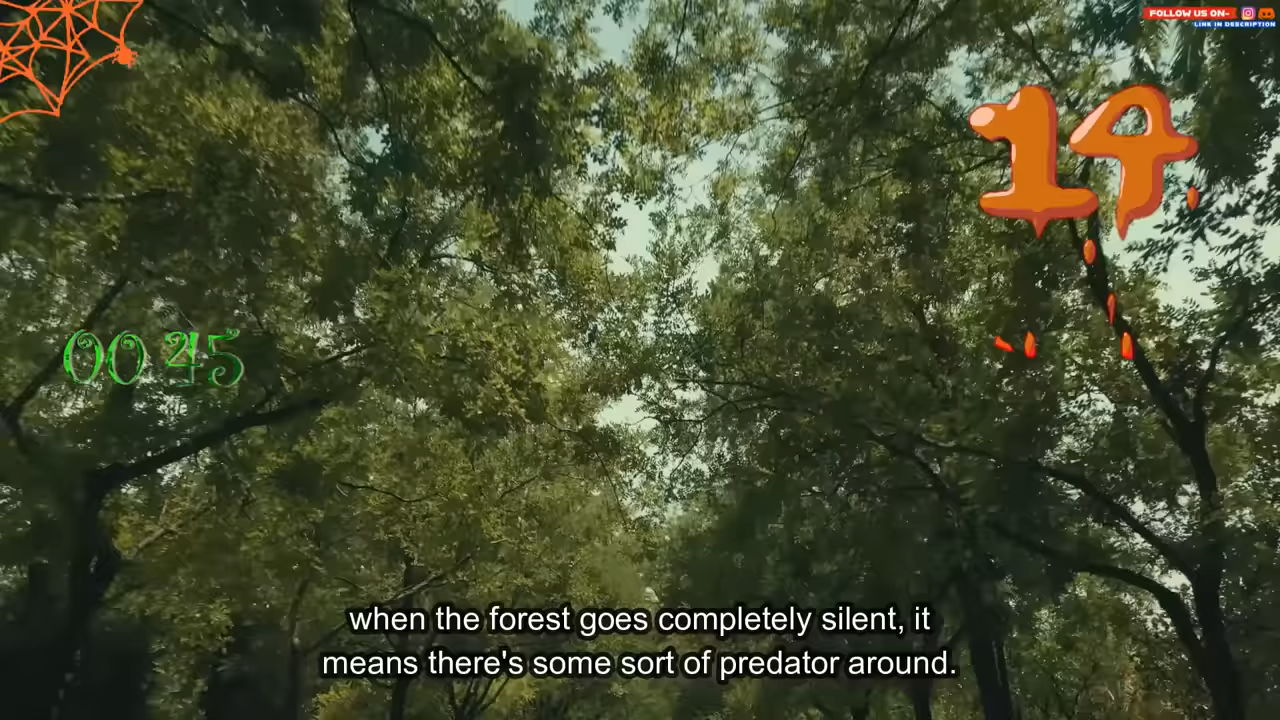 FOLLOW US ON-
LINK IN DESCRIPTION
14
00 45
when the forest goes completely silent, it
means there's some sort of predator around.